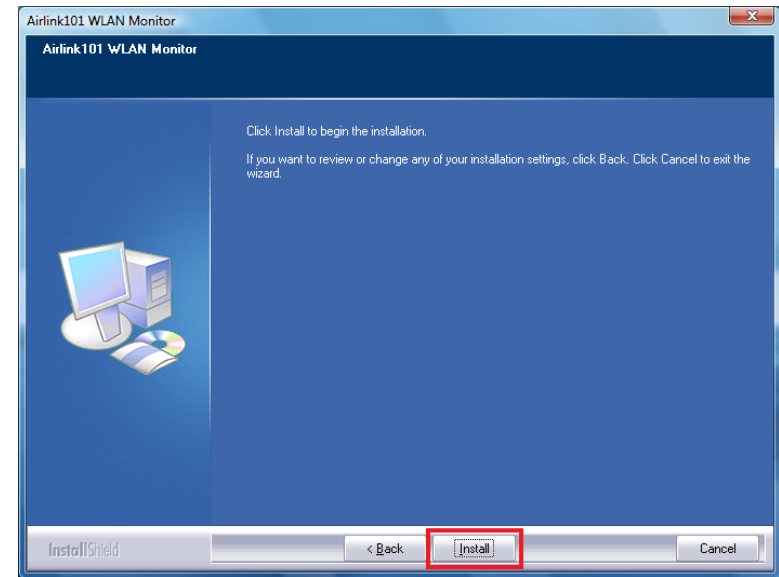 Airlink101 WLAN Monitor
Airlink101 WLAN Monitor
Click Install to begin the installation.
If you want to review or change any of your installation settings, click Back. Click Cancel to exit the
wizard.
InstallShield
< Back
Install
Cancel